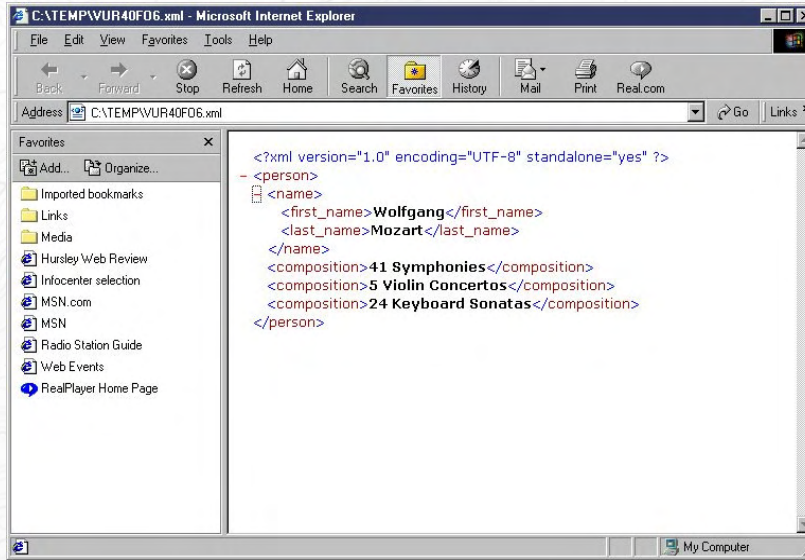 C:\TEMP\VUR40FO6.xml - Microsoft Internet Explorer
File Edit View Favorites Tools Help
Back Forward Stop Refresh Home Search Favorites History Mail Print Real.com
Address C:\TEMP\VUR40FO6.xml Go Links
Favorites
Add... Organize...
Imported bookmarks
Links
Media
Hursley Web Review
Infocenter selection
MSN.com
MSN
Radio Station Guide
Web Events
RealPlayer Home Page
<?xml version="1.0" encoding="UTF-8" standalone="yes" ?>
- <person>
- <name>
<first_name>Wolfgang</first_name>
<last_name>Mozart</last_name>
</name>
<composition>41 Symphonies</composition>
<composition>5 Violin Concertos</composition>
<composition>24 Keyboard Sonatas</composition>
</person>
My Computer